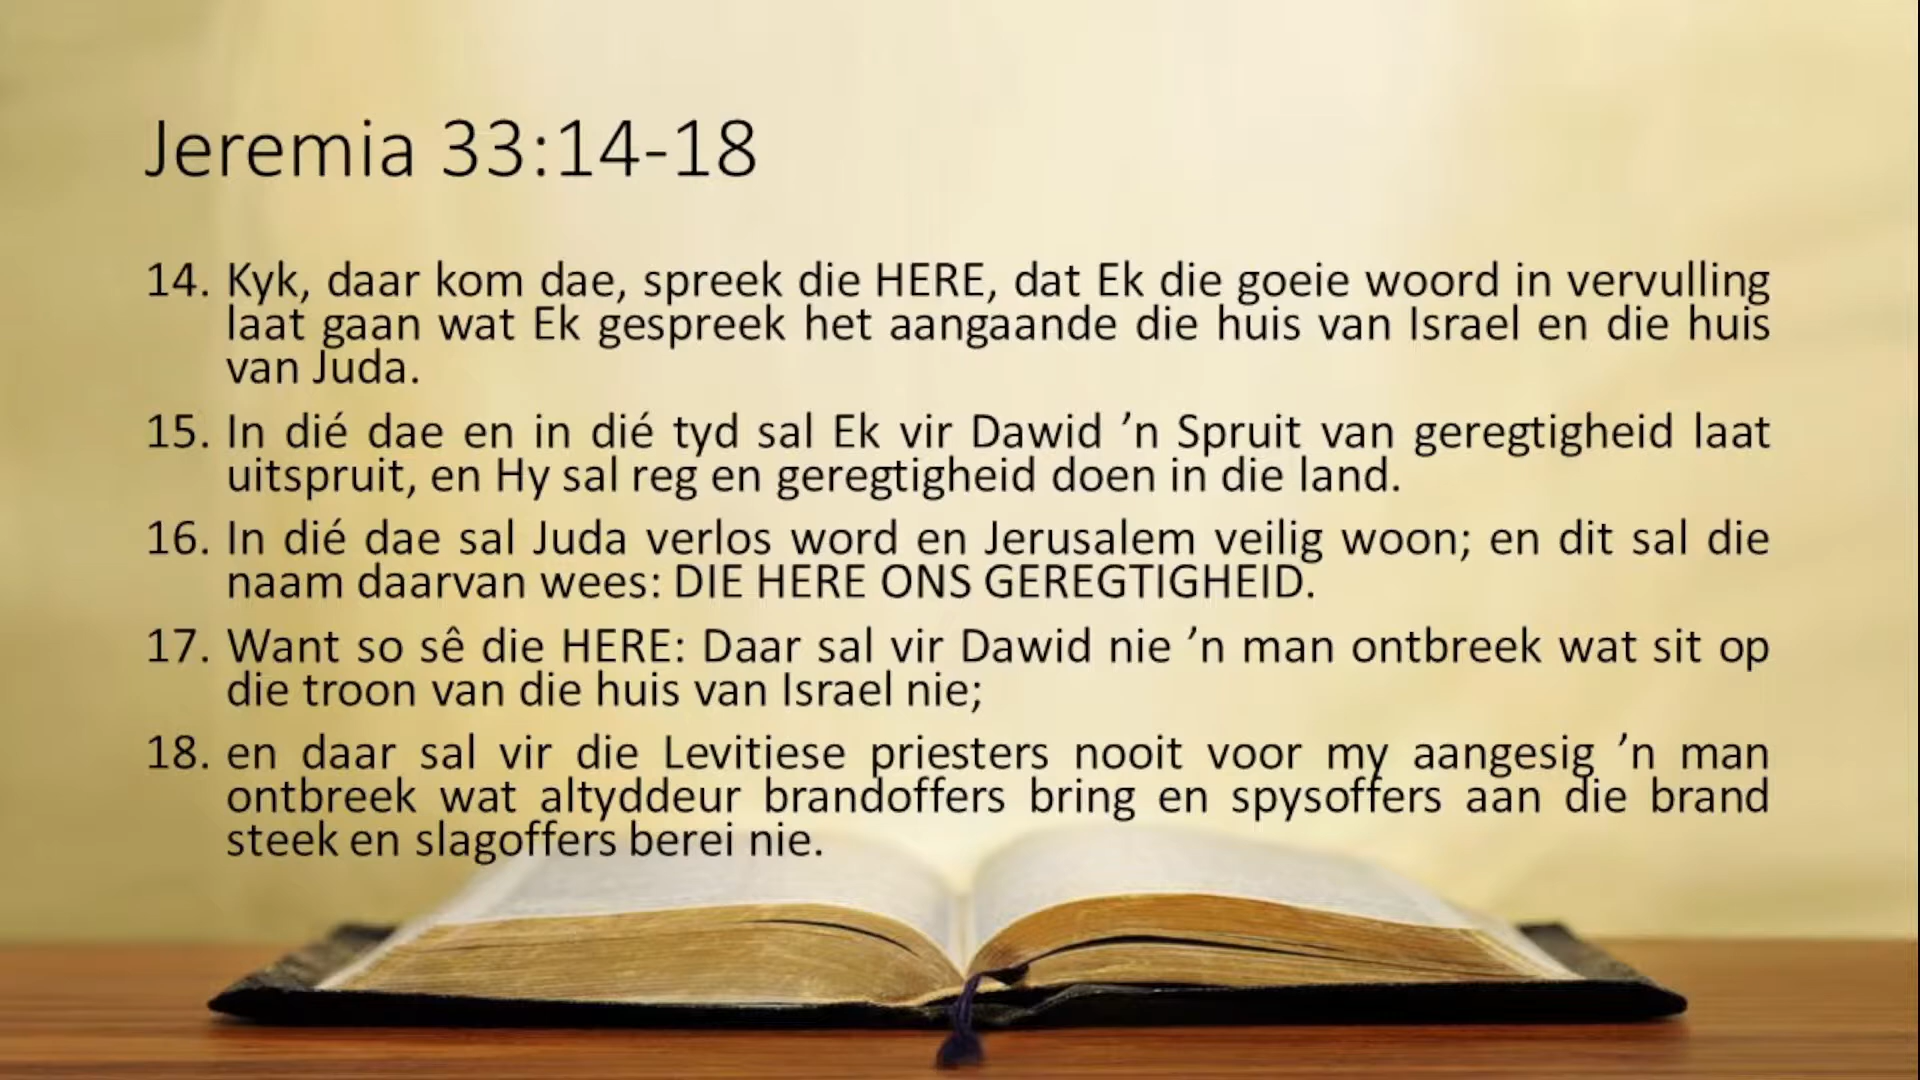 Jeremia 33:14-18
14. Kyk, daar kom dae, spreek die HERE, dat Ek die goeie woord in vervulling
laat gaan wat Ek gespreek het aangaande die huis van Israel en die huis
van Juda.
15. In dié dae en in dié tyd sal Ek vir Dawid ’n Spruit van geregtigheid laat
uitspruit, en Hy sal reg en geregtigheid doen in die land.
16. In dié dae sal Juda verlos word en Jerusalem veilig woon; en dit sal die
naam daarvan wees: DIE HERE ONS GEREGTIGHEID.
17. Want so sê die HERE: Daar sal vir Dawid nie ’n man ontbreek wat sit op
die troon van die huis van Israel nie;
18. en daar sal vir die Levitiese priesters nooit voor my aangesig ’n man
ontbreek wat altyddeur brandoffers bring en spysoffers aan die brand
steek en slagoffers berei nie.